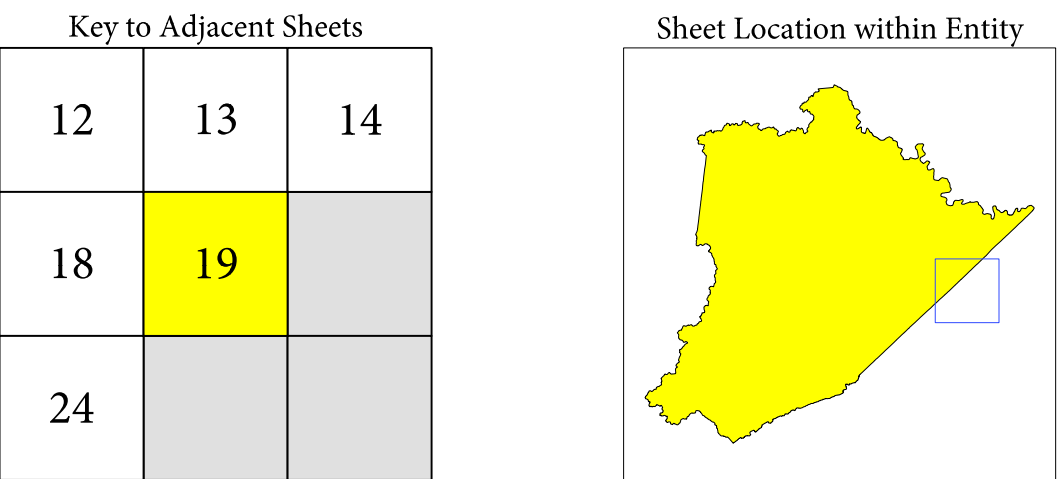 Key to Adjacent Sheets
12 13 14
18 19
24
Sheet Location within Entity